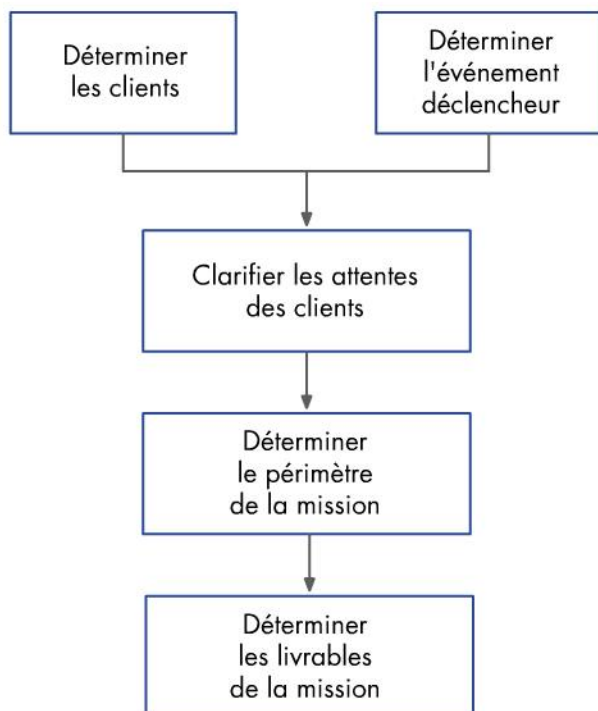 Déterminer
les clients
Déterminer
l'événement
déclencheur
Clarifier les attentes
des clients
Déterminer
le périmètre
de la mission
Déterminer
les livrables
de la mission